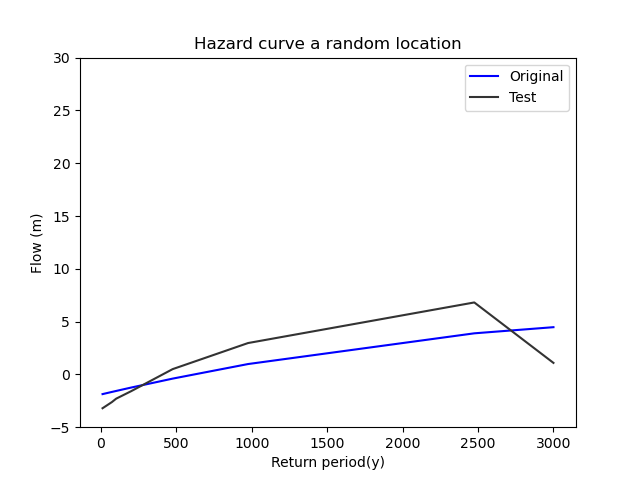 Hazard curve a random location
30
25
20
15
10
5
0
−5
Flow (m)
Original
Test
0 500 1000 1500 2000 2500 3000
Return period(y)